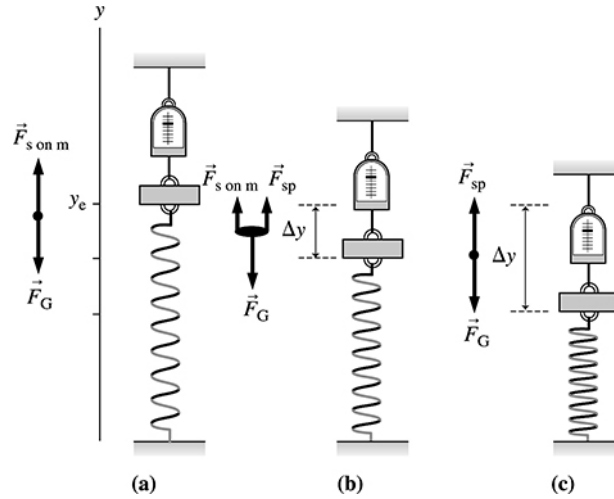 y
F⃗s on m
yₑ
F⃗G
(a)
F⃗s on m
F⃗sp
Δy
F⃗G
(b)
F⃗sp
Δy
F⃗G
(c)